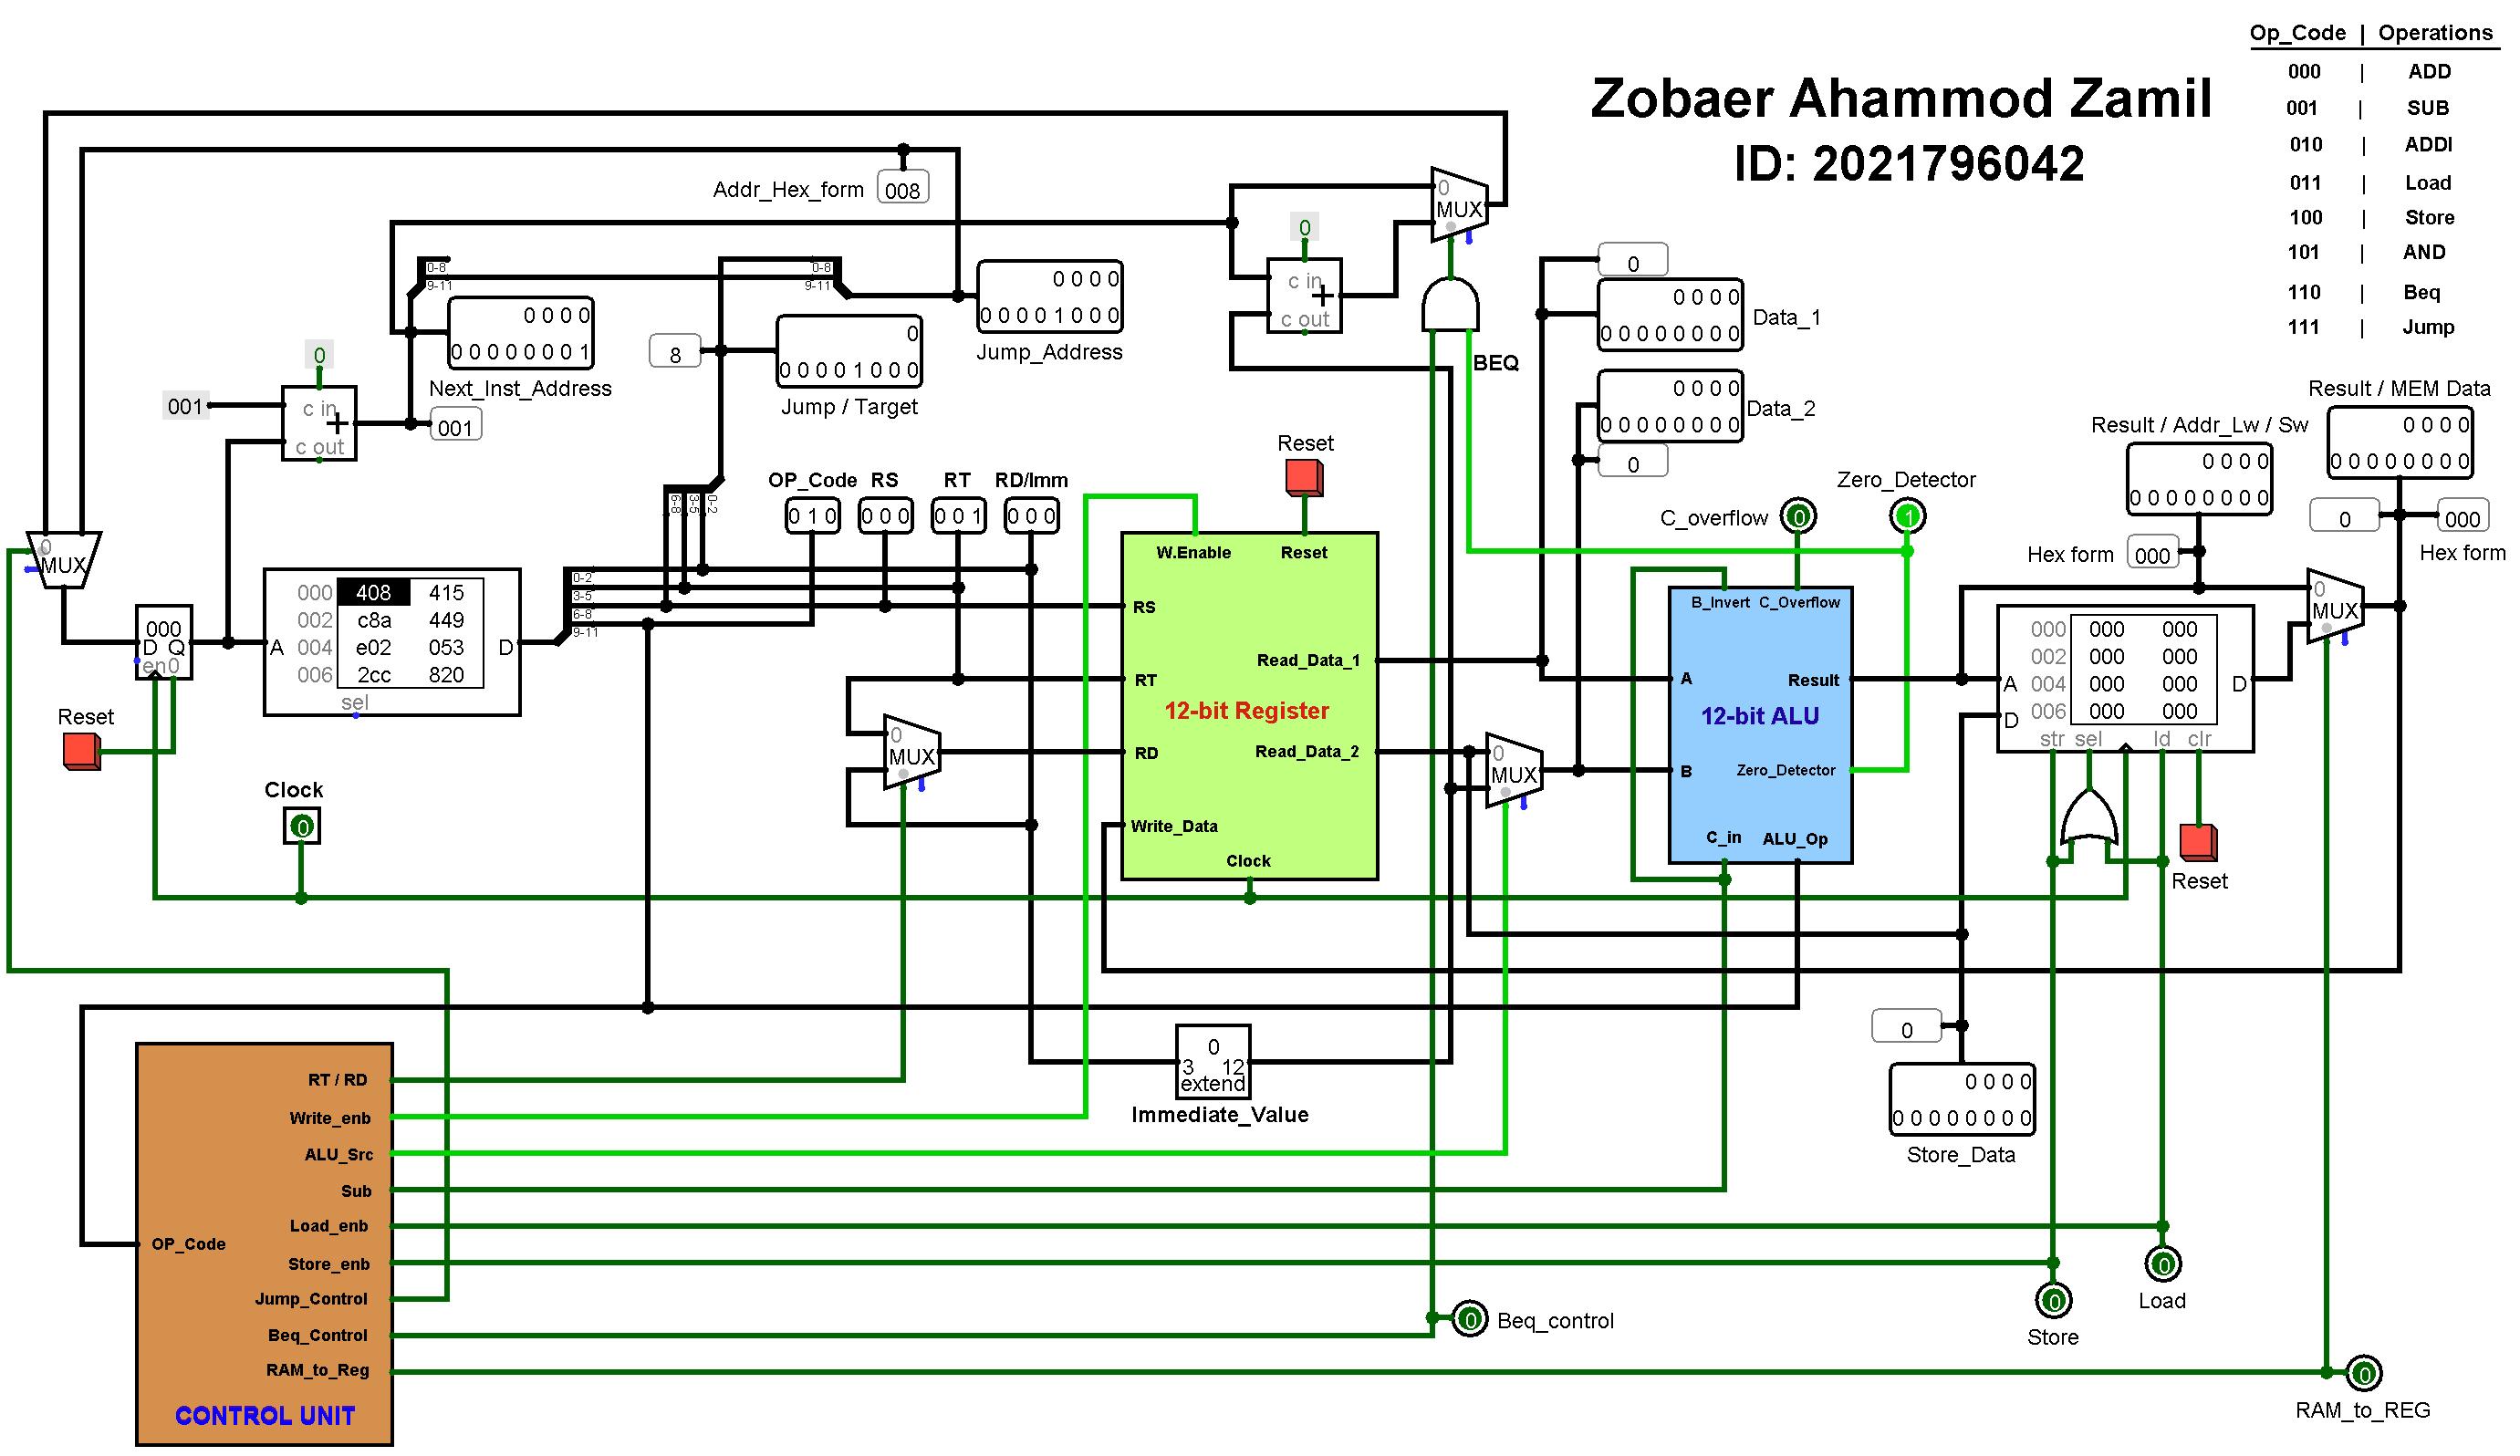 Op_Code | Operations
000 | ADD
001 | SUB
010 | ADDI
011 | Load
100 | Store
101 | AND
110 | Beq
111 | Jump
Zobaer Ahammod Zamil
ID: 2021796042
Addr_Hex_form 008
0
MUX
0
c in
+
c out
0-8
9-11
0-8
9-11
0 0 0 0
0 0 0 0 1 0 0 0
Jump_Address
0 0 0 0
0 0 0 0 0 0 0 1
Next_Inst_Address
8
0
0 0 0 0 1 0 0 0
Jump / Target
0
001
c in
+
c out
001
BEQ
0
0 0 0 0
0 0 0 0 0 0 0 0
Data_1
0 0 0 0
0 0 0 0 0 0 0 0
Data_2
0
Result / MEM Data
0 0 0 0
0 0 0 0 0 0 0 0
Result / Addr_Lw / Sw
0 0 0 0
0 0 0 0 0 0 0 0
0
000
Hex form
Hex form 000
Reset
OP_Code RS RT RD/Imm
0 1 0
0 0 0
0 0 1
0 0 0
6-8
3-5
0-2
C_overflow 0
Zero_Detector
1
0
MUX
000
D Q
en0
Reset
000 408 415
002 c8a 449
004 e02 053
006 2cc 820
A
D
sel
0-2
3-5
6-8
9-11
Clock
0
W.Enable Reset
RS
Read_Data_1
RT
12-bit Register
RD
Read_Data_2
Write_Data
Clock
0
MUX
0
MUX
B_Invert C_Overflow
A
Result
12-bit ALU
B
Zero_Detector
C_in ALU_Op
000 000 000
002 000 000
004 000 000
006 000 000
A
D
D
str sel ld clr
0
MUX
Reset
0
3 12
extend
Immediate_Value
0
0 0 0 0
0 0 0 0 0 0 0 0
Store_Data
RT / RD
Write_enb
ALU_Src
Sub
Load_enb
OP_Code
Store_enb
Jump_Control
Beq_Control
RAM_to_Reg
CONTROL UNIT
0 Beq_control
0
Store
0
Load
0
RAM_to_REG